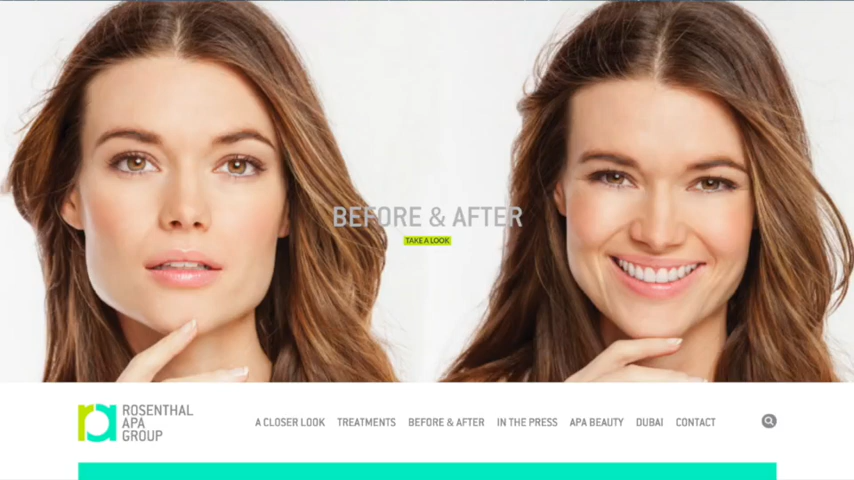 BEFORE & AFTER
TAKE A LOOK
ROSENTHAL
APA
GROUP
A CLOSER LOOK TREATMENTS BEFORE & AFTER IN THE PRESS APA BEAUTY DUBAI CONTACT